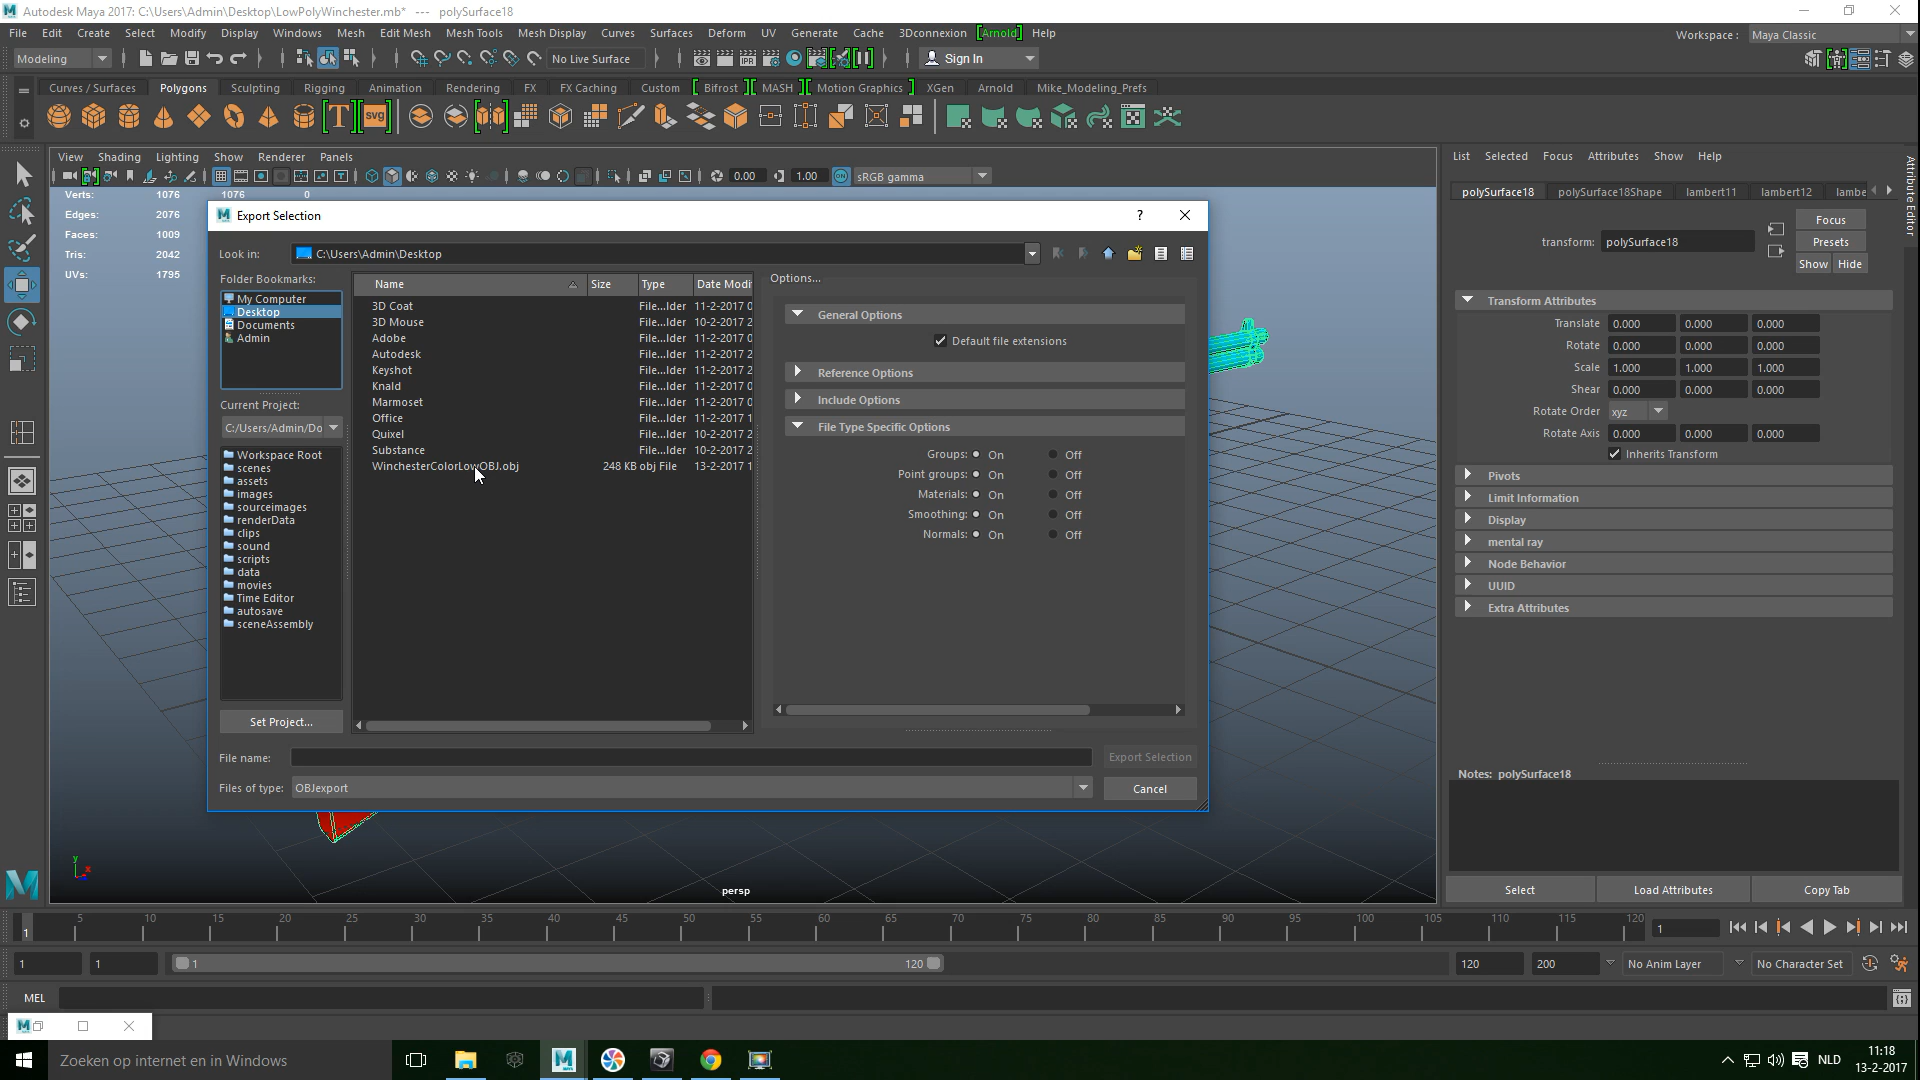 Autodesk Maya 2017: C:\Users\Admin\Desktop\LowPolyWinchester.mb* --- polySurface18
File Edit Create Select Modify Display Windows Mesh Edit Mesh Mesh Tools Mesh Display Curves Surfaces Deform UV Generate Cache 3Dconnexion Arnold Help
Workspace : Maya Classic
Modeling No Live Surface Sign In
Curves / Surfaces Polygons Sculpting Rigging Animation Rendering FX FX Caching Custom Bifrost MASH Motion Graphics XGen Arnold Mike_Modeling_Prefs
View Shading Lighting Show Renderer Panels
0.00 1.00 sRGB gamma
Verts: 1076 1076 0
Edges: 2076
Faces: 1009
Tris: 2042
UVs: 1795
Export Selection
?
Look in: C:\Users\Admin\Desktop
Folder Bookmarks:
My Computer
Desktop
Documents
Admin
Current Project:
C:/Users/Admin/Do
Workspace Root
scenes
assets
images
sourceimages
renderData
clips
sound
scripts
data
movies
Time Editor
autosave
sceneAssembly
Set Project...
Name Size Type Date Modi
3D Coat File...lder 11-2-2017 0
3D Mouse File...lder 10-2-2017 2
Adobe File...lder 11-2-2017 0
Autodesk File...lder 11-2-2017 2
Keyshot File...lder 11-2-2017 2
Knald File...lder 11-2-2017 2
Marmoset File...lder 11-2-2017 0
Office File...lder 11-2-2017 1
Quixel File...lder 10-2-2017 2
Substance File...lder 10-2-2017 2
WinchesterColorLowOBJ.obj 248 KB obj File 13-2-2017 1
Options...
General Options
Default file extensions
Reference Options
Include Options
File Type Specific Options
Groups: On Off
Point groups: On Off
Materials: On Off
Smoothing: On Off
Normals: On Off
File name: Export Selection
Files of type: OBJexport Cancel
persp
y
x
List Selected Focus Attributes Show Help
polySurface18 polySurface18Shape lambert11 lambert12 lambe
Attribute Editor
Focus
transform: polySurface18 Presets
Show Hide
Transform Attributes
Translate 0.000 0.000 0.000
Rotate 0.000 0.000 0.000
Scale 1.000 1.000 1.000
Shear 0.000 0.000 0.000
Rotate Order xyz
Rotate Axis 0.000 0.000 0.000
Inherits Transform
Pivots
Limit Information
Display
mental ray
Node Behavior
UUID
Extra Attributes
Notes: polySurface18
Select Load Attributes Copy Tab
5 10 15 20 25 30 35 40 45 50 55 60 65 70 75 80 85 90 95 100 105 110 115 120
1 1
1 1 1 120 120 200 No Anim Layer No Character Set
MEL
Zoeken op internet en in Windows
NLD
11:18
13-2-2017